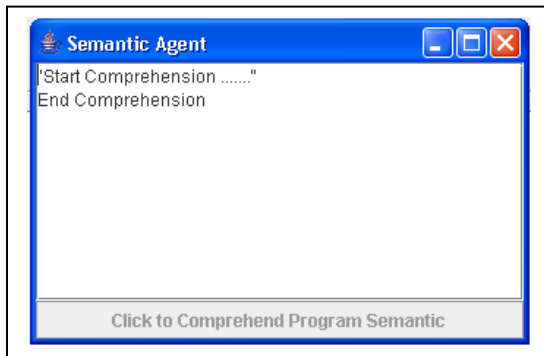 Semantic Agent
'Start Comprehension ......."
End Comprehension
Click to Comprehend Program Semantic